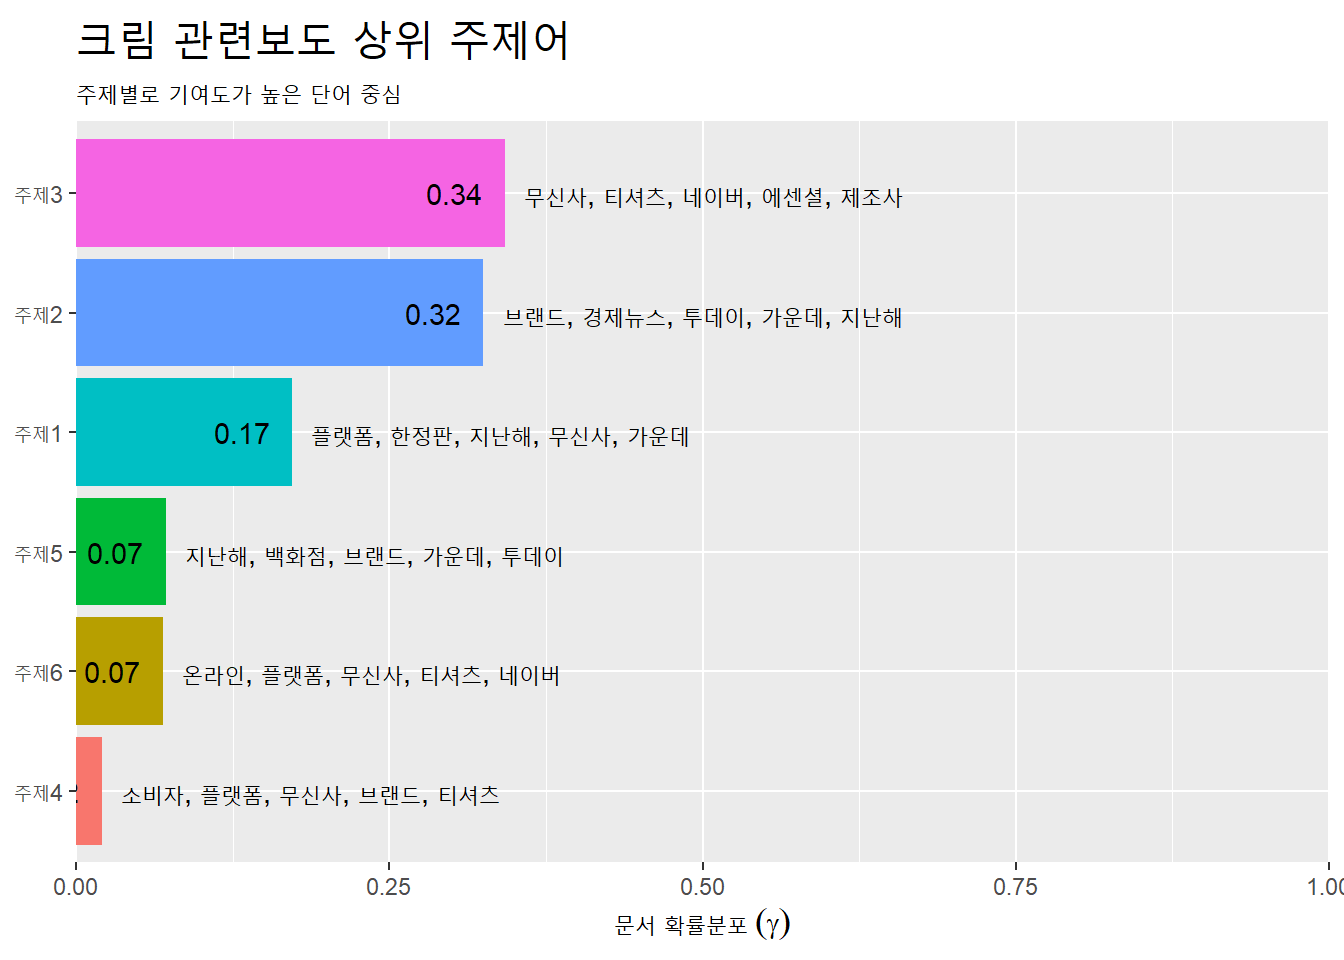 크림 관련보도 상위 주제어
주제별로 기여도가 높은 단어 중심
주제3 0.34 무신사, 티셔츠, 네이버, 에센셜, 제조사
주제2 0.32 브랜드, 경제뉴스, 투데이, 가운데, 지난해
주제1 0.17 플랫폼, 한정판, 지난해, 무신사, 가운데
주제5 0.07 지난해, 백화점, 브랜드, 가운데, 투데이
주제6 0.07 온라인, 플랫폼, 무신사, 티셔츠, 네이버
주제4 소비자, 플랫폼, 무신사, 브랜드, 티셔츠
0.00 0.25 0.50 0.75 1.00
문서 확률분포 (γ)